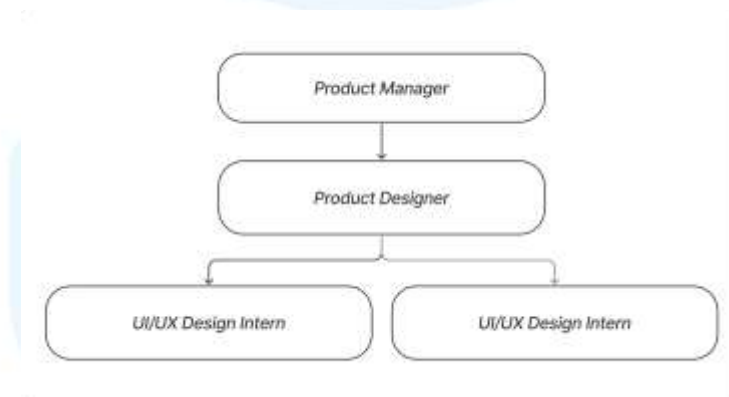 Product Manager
Product Designer
UI/UX Design Intern
UI/UX Design Intern